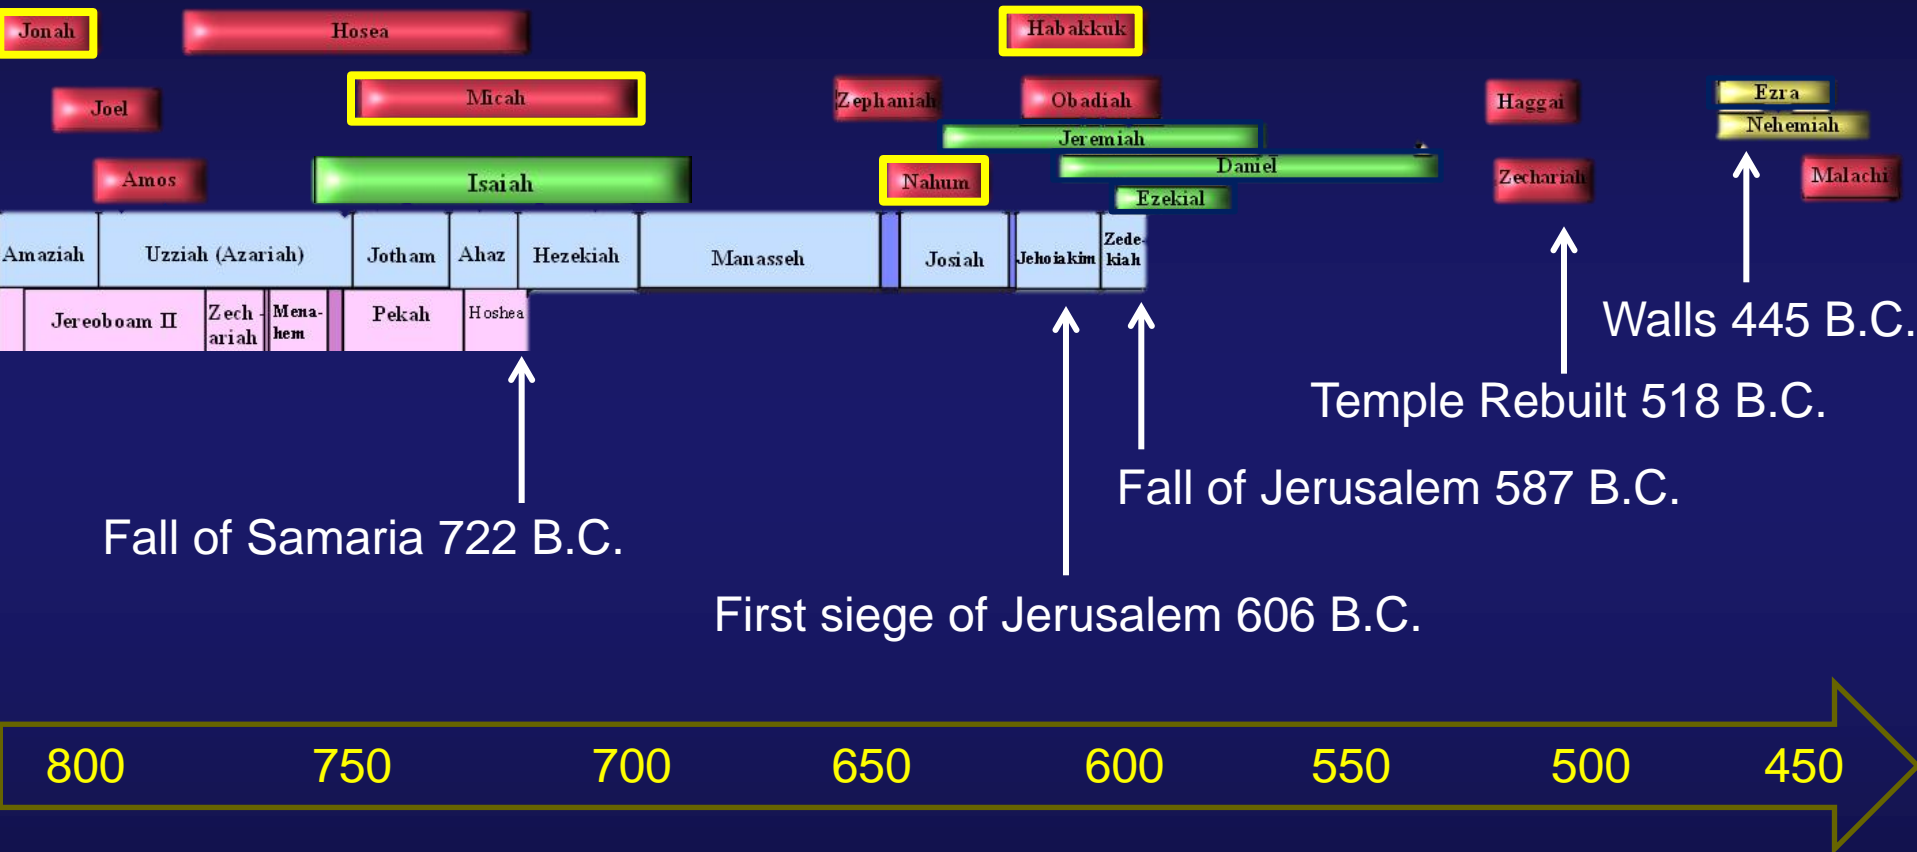 Jonah
Hosea
Habakkuk
Joel
Micah
Zephaniah
Obadiah
Haggai
Ezra
Nehemiah
Jeremiah
Amos
Isaiah
Nahum
Daniel
Ezekial
Zechariah
Malachi
Amaziah
Uzziah (Azariah)
Jotham
Ahaz
Hezekiah
Manasseh
Josiah
Jehoiakim
Zede-
kiah
Jereoboam II
Zech-
ariah
Mena-
hem
Pekah
Hoshea
Walls 445 B.C.
Temple Rebuilt 518 B.C.
Fall of Jerusalem 587 B.C.
Fall of Samaria 722 B.C.
First siege of Jerusalem 606 B.C.
800 750 700 650 600 550 500 450